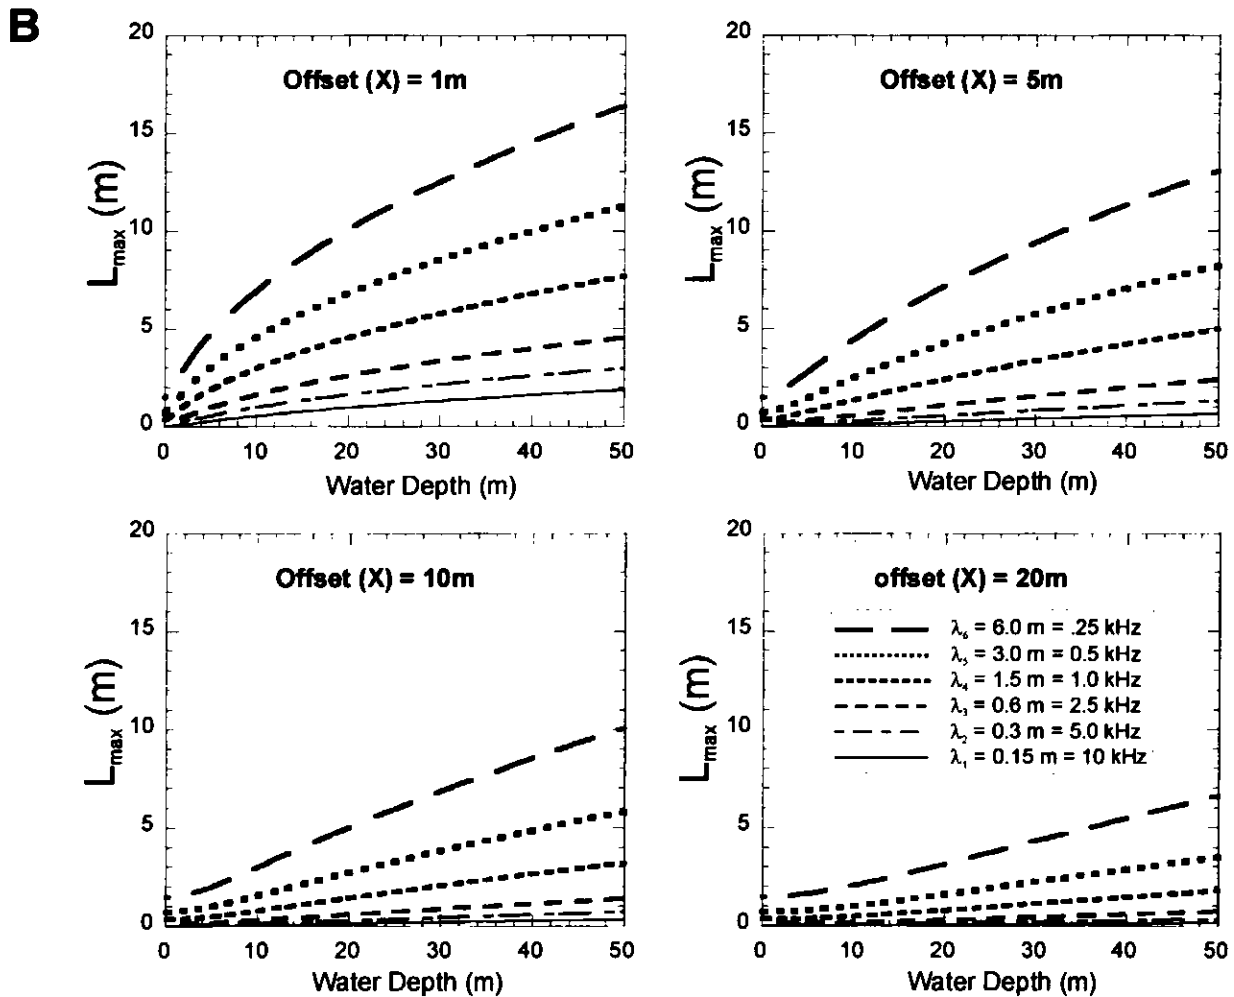 B
Offset (X) = 1m
20
15
10
5
0
L max (m)
0 10 20 30 40 50
Water Depth (m)
Offset (X) = 5m
20
15
10
5
0
L max (m)
0 10 20 30 40 50
Water Depth (m)
Offset (X) = 10m
20
15
10
5
0
L max (m)
0 10 20 30 40 50
Water Depth (m)
offset (X) = 20m
20
15
10
5
0
L max (m)
λ₆ = 6.0 m = .25 kHz
λ₅ = 3.0 m = 0.5 kHz
λ₄ = 1.5 m = 1.0 kHz
λ₃ = 0.6 m = 2.5 kHz
λ₂ = 0.3 m = 5.0 kHz
λ₁ = 0.15 m = 10 kHz
0 10 20 30 40 50
Water Depth (m)